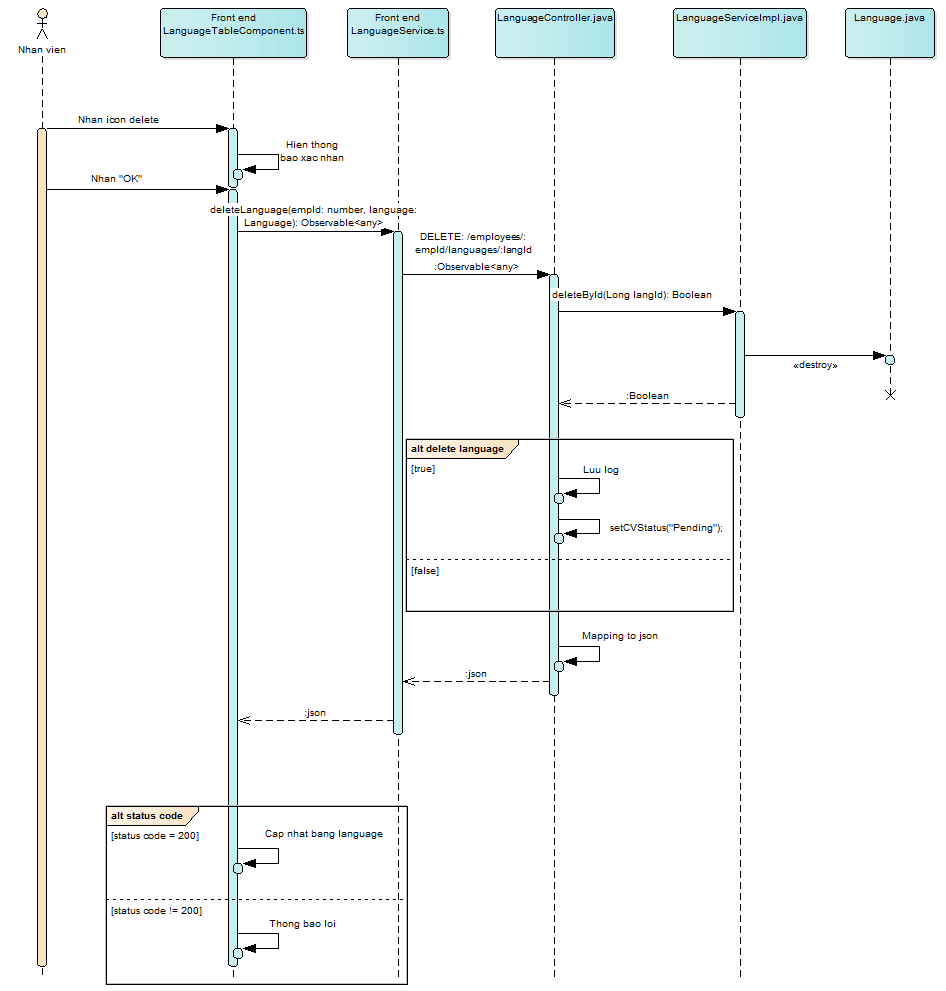 Nhan vien
Front end
LanguageTableComponent.ts
Front end
LanguageService.ts
LanguageController.java
LanguageServiceImpl.java
Language.java
Nhan icon delete
Hien thong
bao xac nhan
Nhan "OK"
deleteLanguage(empId: number, language:
Language): Observable<any>
DELETE: /employees/:
empId/languages/:langId
:Observable<any>
deleteById(Long langId): Boolean
«destroy»
:Boolean
alt delete language
[true]
Luu log
setCVStatus("Pending");
[false]
Mapping to json
:json
:json
alt status code
[status code = 200]
Cap nhat bang language
[status code != 200]
Thong bao loi